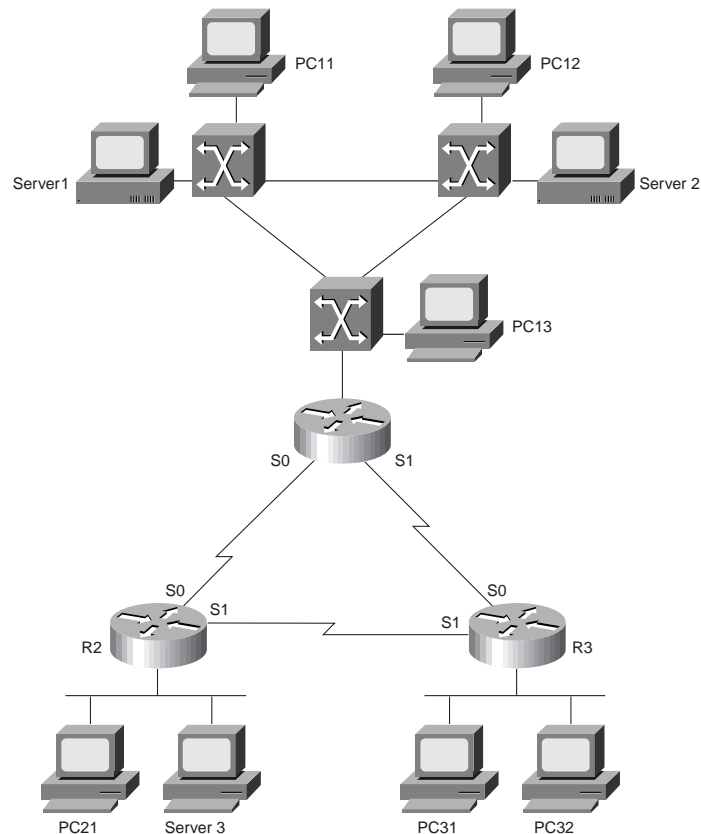 PC11
PC12
Server1
Server 2
PC13
S0
S1
S0
S1
S0
S1
R2
R3
PC21
Server 3
PC31
PC32